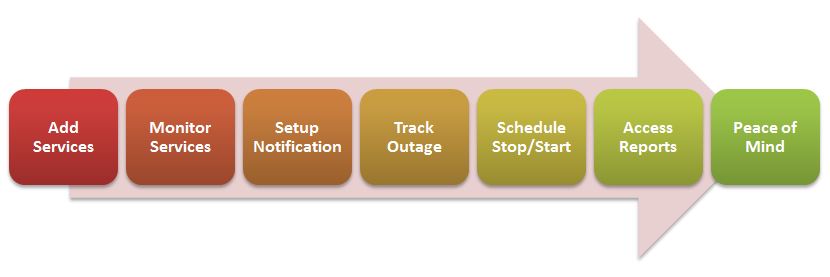 Add
Services
Monitor
Services
Setup
Notification
Track
Outage
Schedule
Stop/Start
Access
Reports
Peace of
Mind